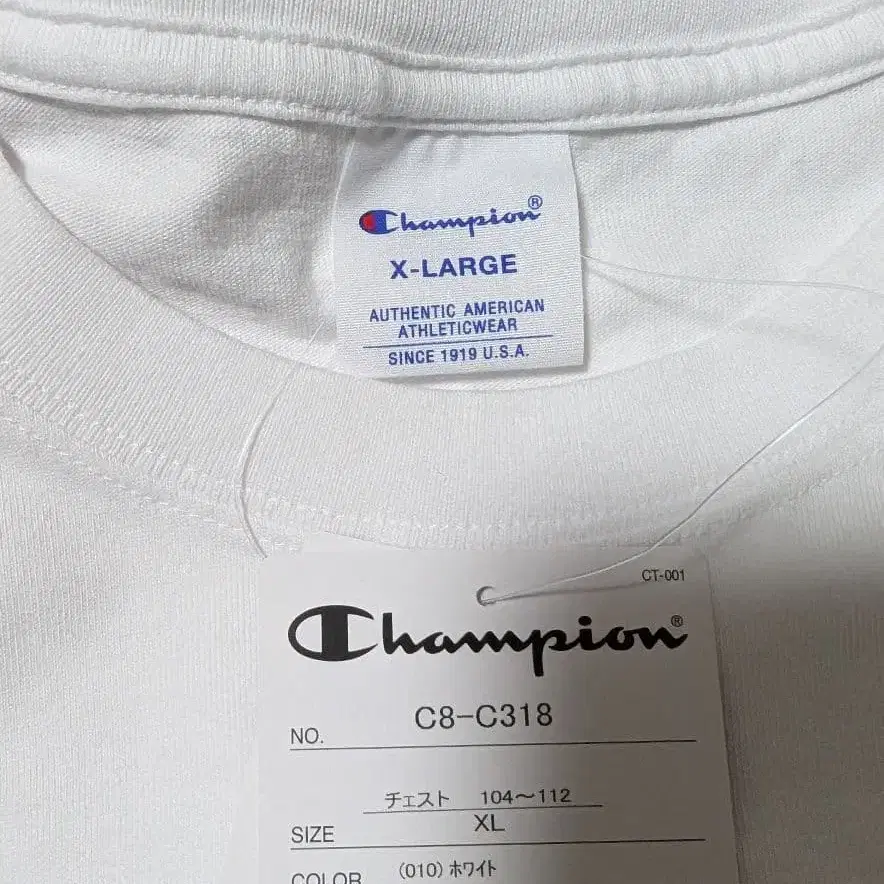 Champion®
X-LARGE
AUTHENTIC AMERICAN
ATHLETICWEAR
SINCE 1919 U.S.A.
CT-001
Champion®
NO. C8-C318
チェスト 104~112
SIZE XL
COLOR (010)ホワイト